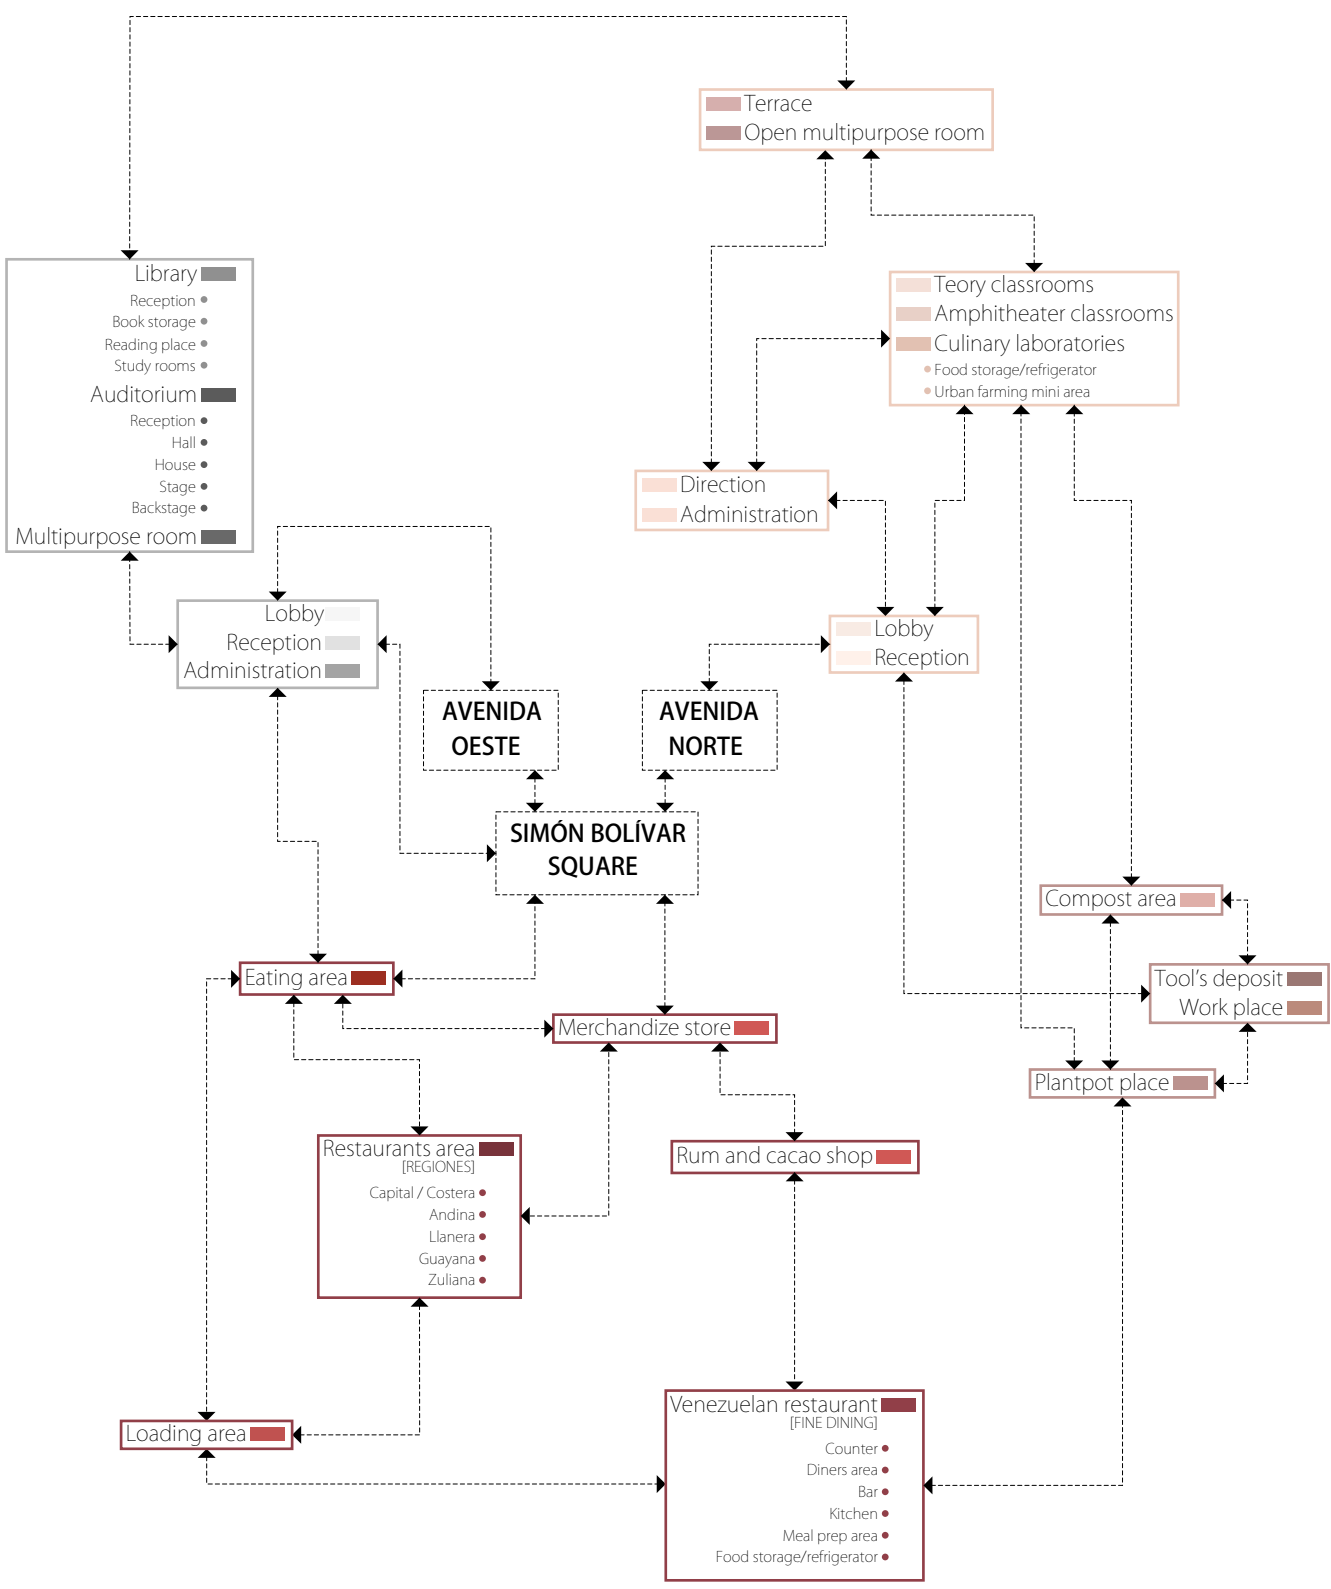 Terrace
Open multipurpose room
Library
Reception
Book storage
Reading place
Study rooms
Auditorium
Reception
Hall
House
Stage
Backstage
Multipurpose room
Teory classrooms
Amphitheater classrooms
Culinary laboratories
Food storage/refrigerator
Urban farming mini area
Direction
Administration
Lobby
Reception
Administration
Lobby
Reception
AVENIDA
OESTE
AVENIDA
NORTE
SIMÓN BOLÍVAR
SQUARE
Compost area
Eating area
Tool's deposit
Work place
Merchandize store
Plantpot place
Restaurants area
[REGIONES]
Capital / Costera
Andina
Llanera
Guayana
Zuliana
Rum and cacao shop
Loading area
Venezuelan restaurant
[FINE DINING]
Counter
Diners area
Bar
Kitchen
Meal prep area
Food storage/refrigerator